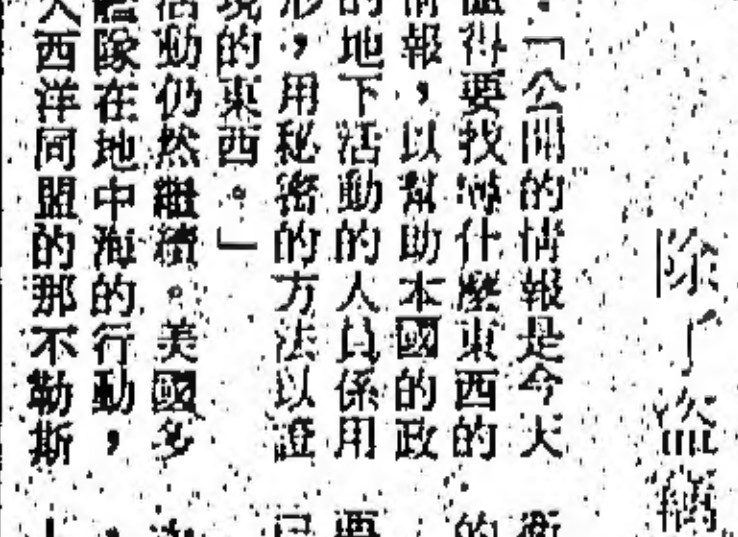 除了盜竊
:「公開的情報是今天
得要找尋什麼東西的
情報,以幫助本國的政
的地下活動的人員係用
形,用秘密的方法以證
現的東西。」
活動仍然繼續。美國多
艦隊在地中海的行動,
大西洋同盟的那不勒斯
衝
的
要
己